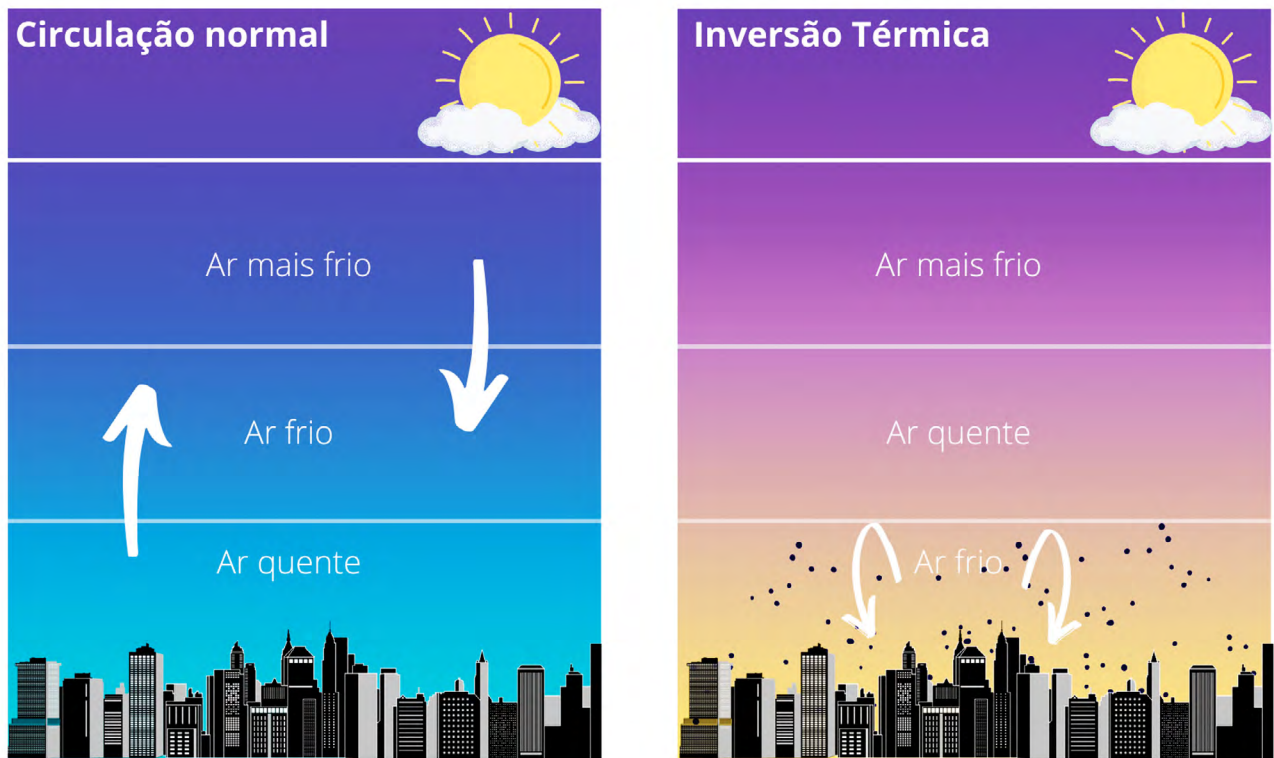 Circulação normal
Ar mais frio
Ar frio
Ar quente
Inversão Térmica
Ar mais frio
Ar quente
Ar frio